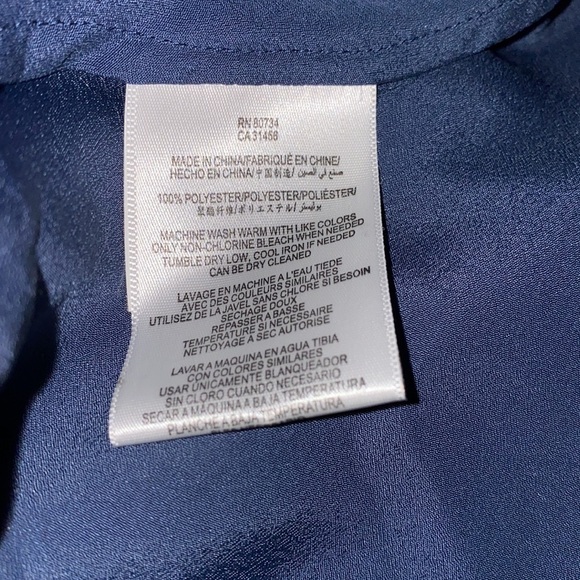 RN 80734
CA 31458
MADE IN CHINA/FABRIQUÉ EN CHINE/
HECHO EN CHINA/中国制造/ صنع في الصين/
100% POLYESTER/POLYESTER/POLIÉSTER/
聚酯纤维/ポリエステル/ بوليستر/
MACHINE WASH WARM WITH LIKE COLORS
ONLY NON-CHLORINE BLEACH WHEN NEEDED
TUMBLE DRY LOW, COOL IRON IF NEEDED
CAN BE DRY CLEANED
LAVAGE EN MACHINE A L'EAU TIEDE
AVEC DES COULEURS SIMILAIRES
UTILISEZ DE LA JAVEL SANS CHLORE SI BESOIN
SECHAGE DOUX
REPASSER A BASSE
TEMPERATURE SI NECESSAIRE
NETTOYAGE A SEC AUTORISE
LAVAR A MAQUINA EN AGUA TIBIA
CON COLORES SIMILARES
USAR ÚNICAMENTE BLANQUEADOR
SIN CLORO CUANDO NECESARIO
SECAR A MAQUINA A BAJA TEMPERATURA
PLANCHE A BAJA TEMPERATURA